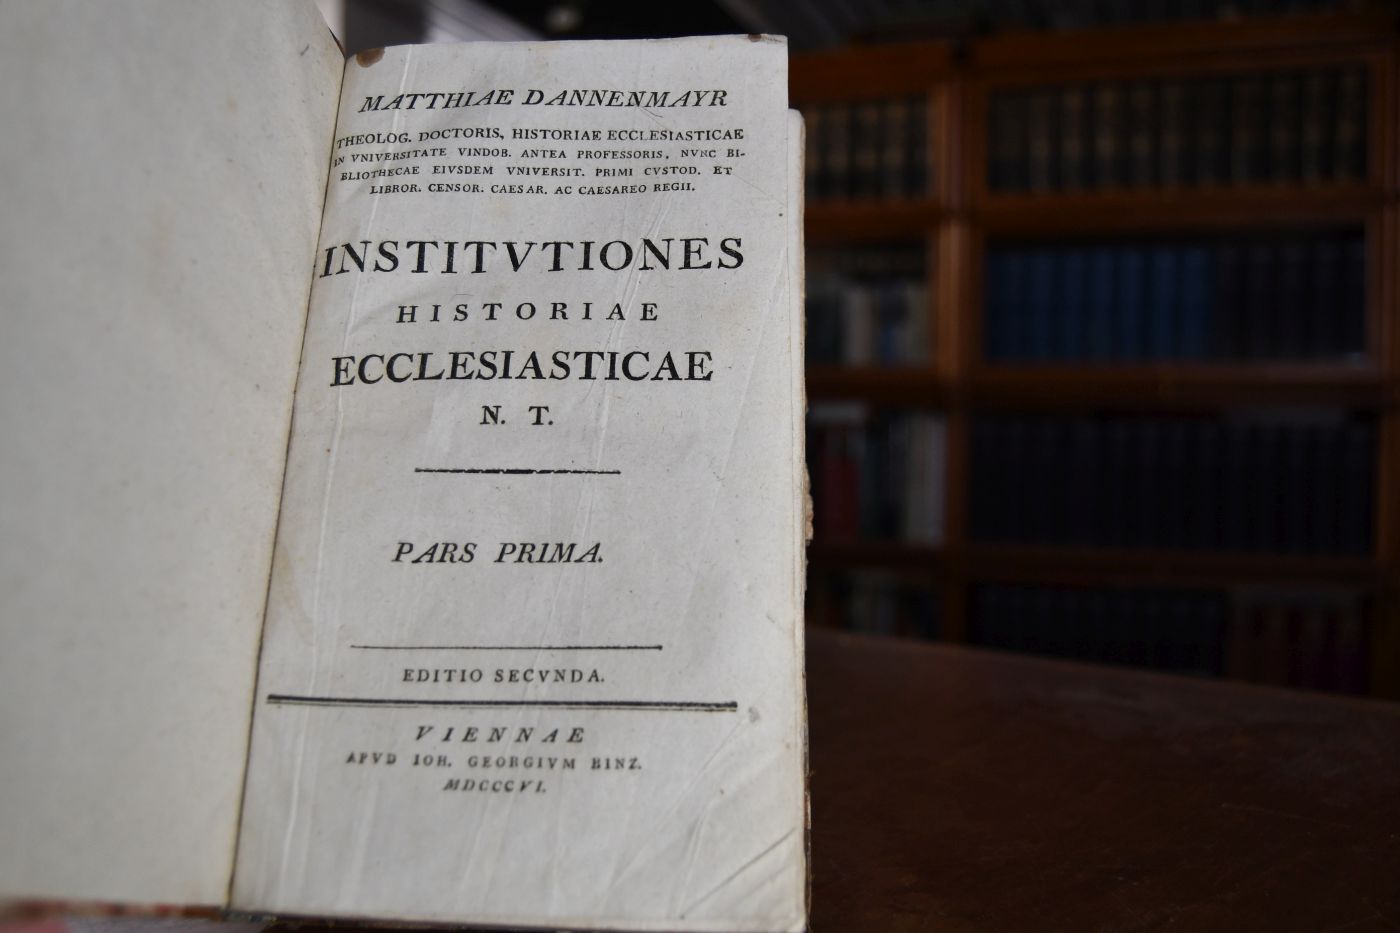 MATTHIAE DANNENMAYR
THEOLOG. DOCTORIS, HISTORIAE ECCLESIASTICAE
IN VNIVERSITATE VINDOB. ANTEA PROFESSORIS, NVNC BI-
BLIOTHECAE EIVSDEM VNIVERSIT. PRIMI CVSTOD. ET
LIBROR. CENSOR. CAESAR. AC CAESAREO REGII.
INSTITVTIONES
HISTORIAE
ECCLESIASTICAE
N. T.
PARS PRIMA.
EDITIO SECVNDA.
VIENNAE
APVD IOH. GEORGIVM BINZ.
MDCCCVI.